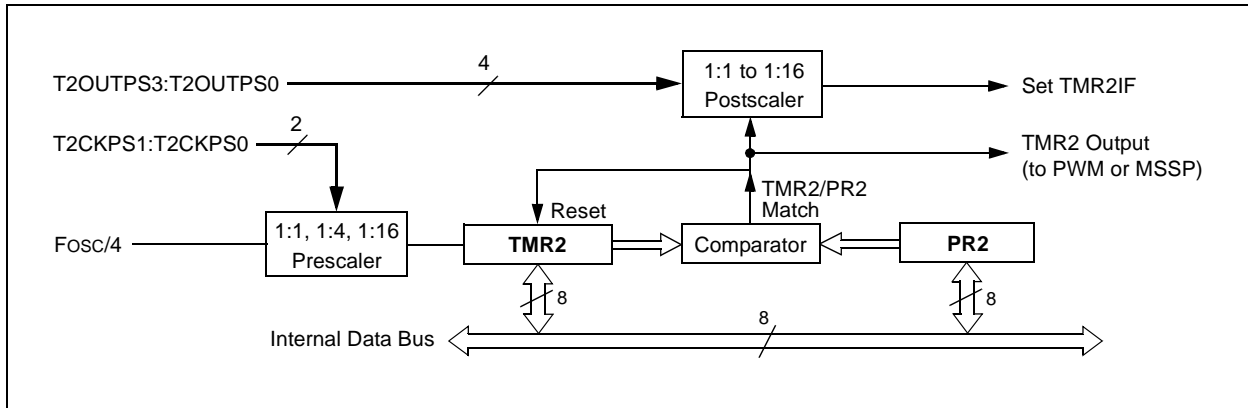 4
1:1 to 1:16
Postscaler
T2OUTPS3:T2OUTPS0
Set TMR2IF
2
T2CKPS1:T2CKPS0
TMR2 Output
(to PWM or MSSP)
TMR2/PR2
Match
Reset
1:1, 1:4, 1:16
Prescaler
FOSC/4
TMR2
Comparator
PR2
8
8
8
Internal Data Bus